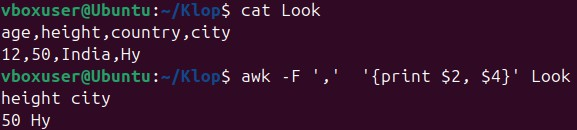 vboxuser@Ubuntu:~/Klop$ cat Look
age,height,country,city
12,50,India,Hy
vboxuser@Ubuntu:~/Klop$ awk -F ','  '{print $2, $4}' Look
height city
50 Hy